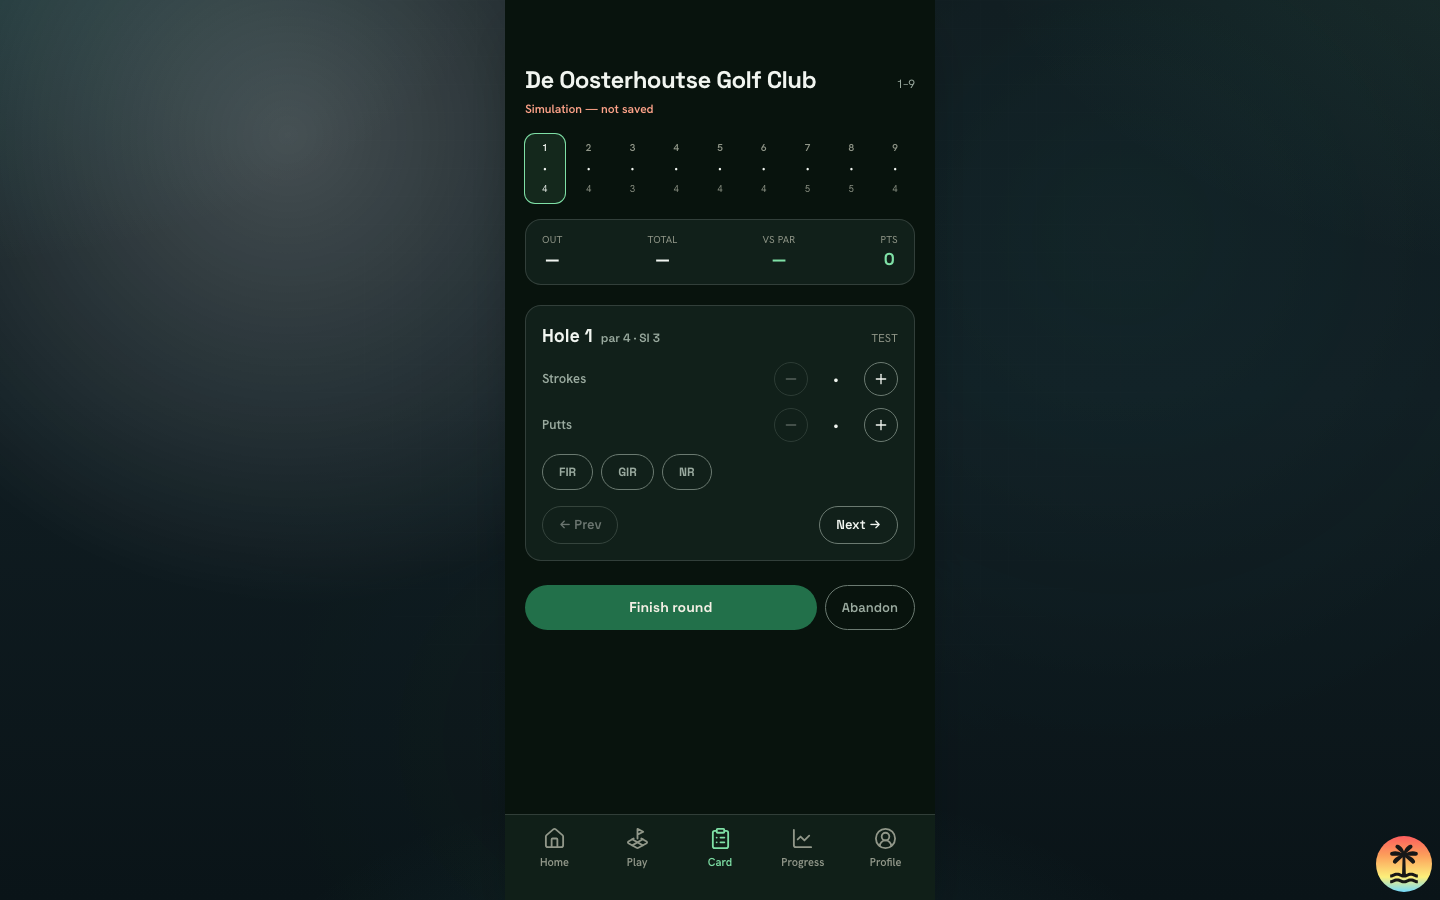 De Oosterhoutse Golf Club 1–9
Simulation — not saved
1 2 3 4 5 6 7 8 9
• • • • • • • • •
4 4 3 4 4 4 5 5 4
OUT TOTAL VS PAR PTS
— — — 0
Hole 1 par 4 · SI 3 TEST
Strokes − • +
Putts − • +
FIR GIR NR
← Prev Next →
Finish round Abandon
Home Play Card Progress Profile